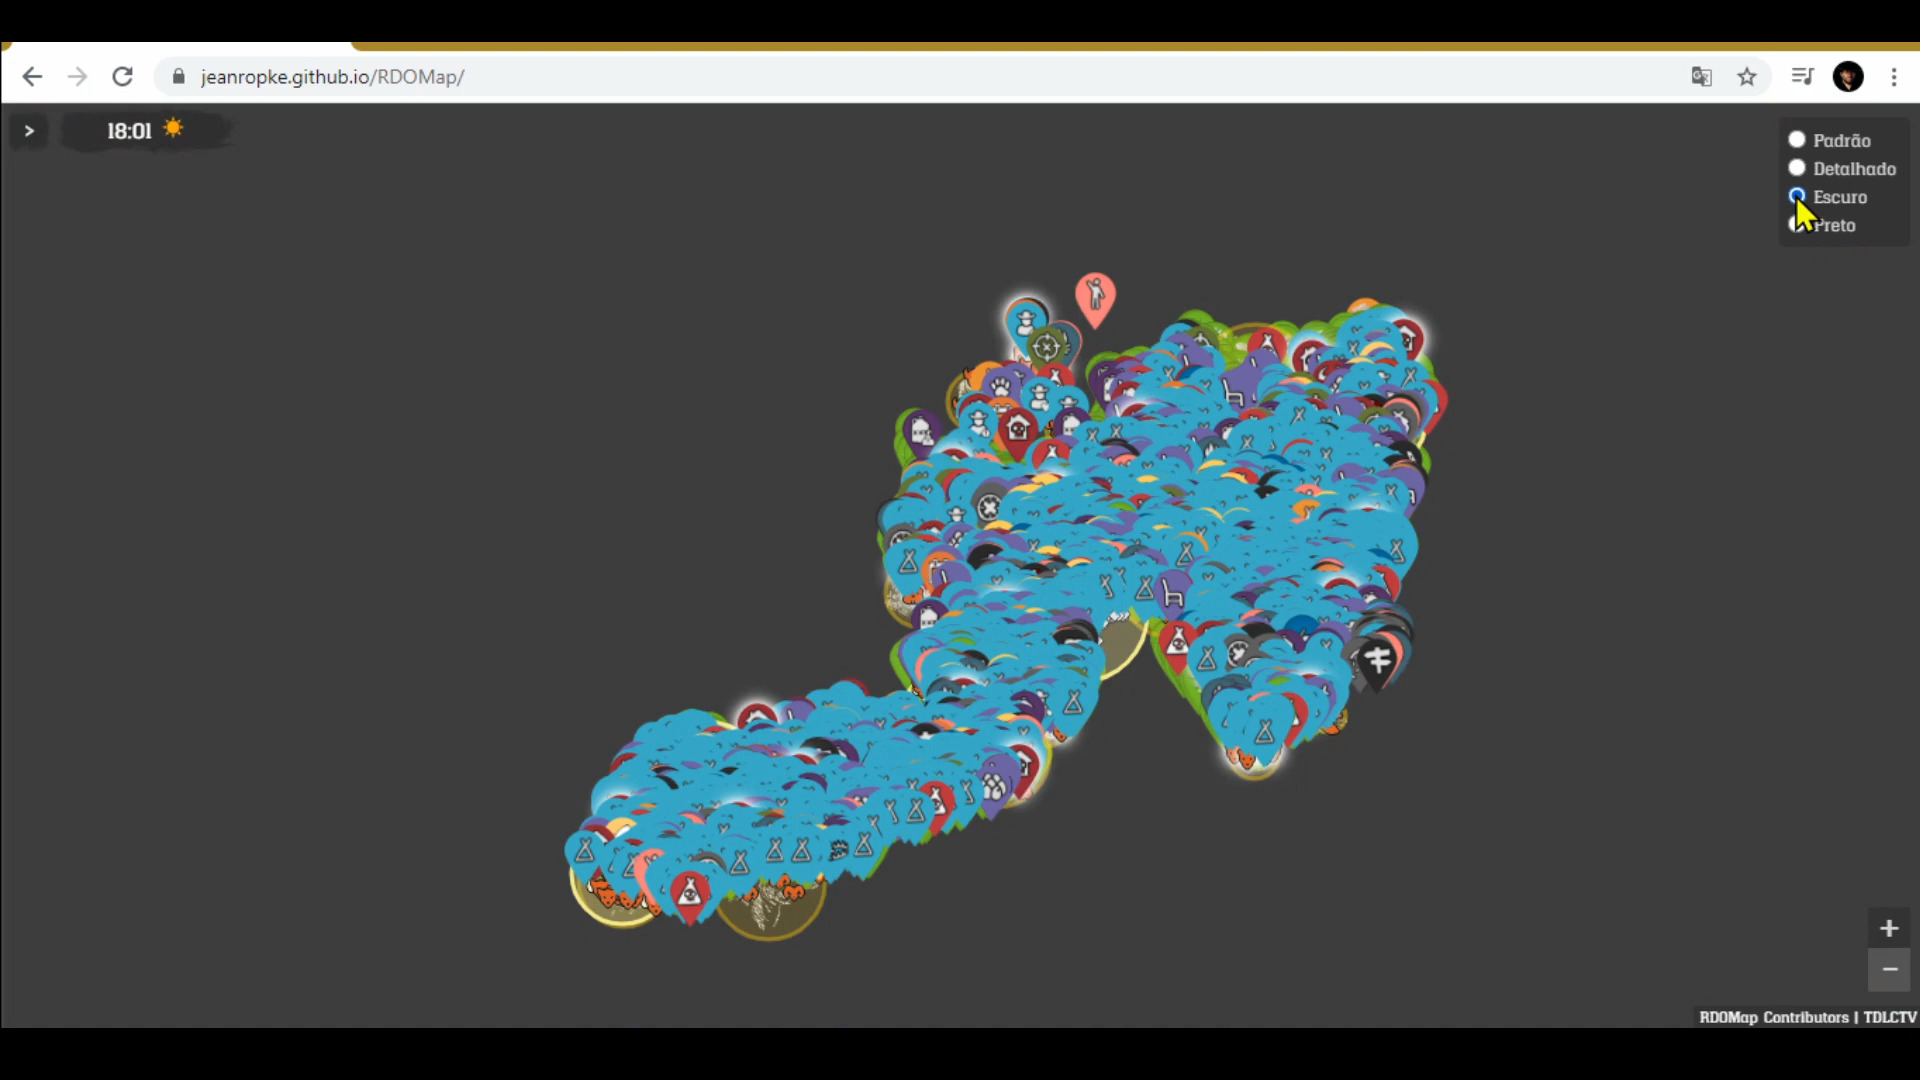 jeanropke.github.io/RDOMap/
> 18:01
Padrão
Detalhado
Escuro
Preto
+
−
RDOMap Contributors | TDLCTV